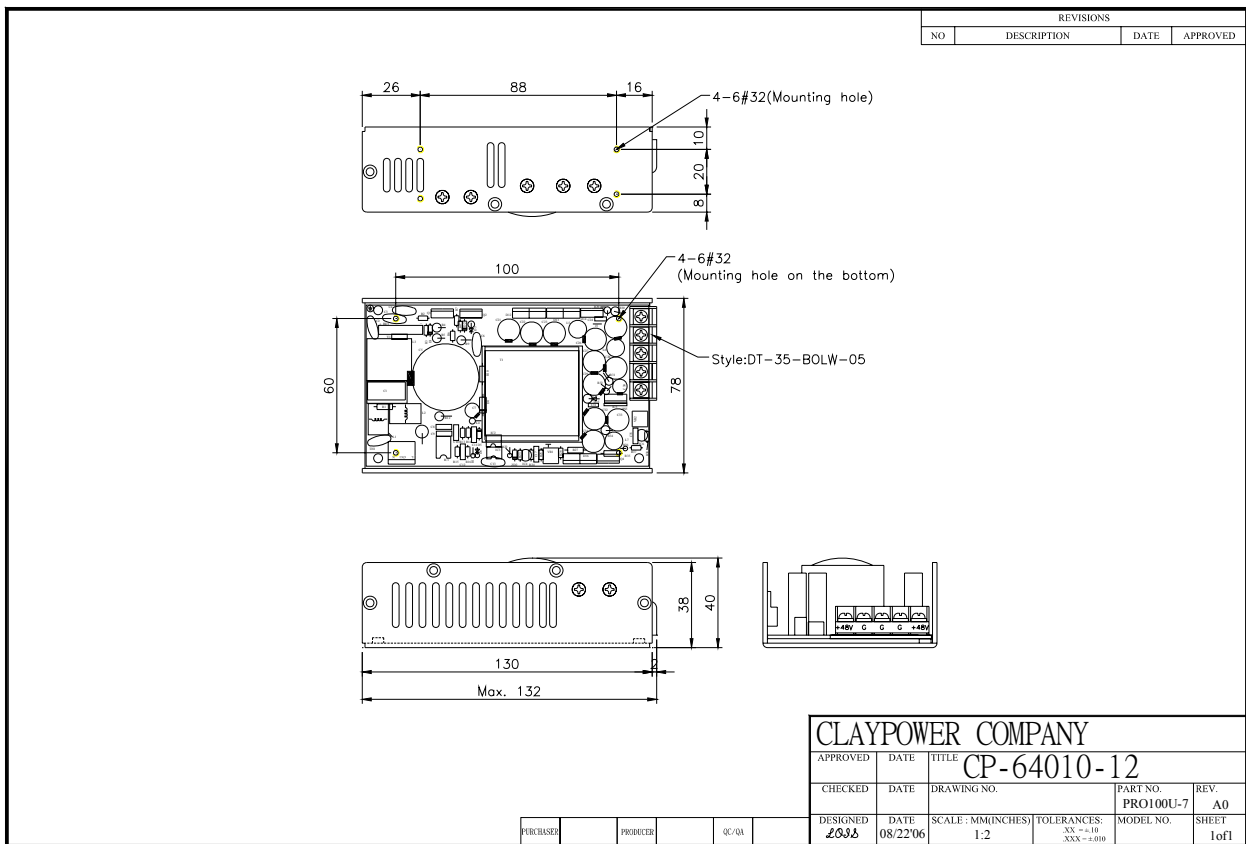 REVISIONS
NO DESCRIPTION DATE APPROVED
26 88 16
4-6#32(Mounting hole)
10
20
8
4-6#32
(Mounting hole on the bottom)
100
Style:DT-35-BOLW-05
60
78
38
40
+48V G G G +48V
130 2
Max. 132
CLAYPOWER COMPANY
APPROVED DATE TITLE CP-64010-12
CHECKED DATE DRAWING NO. PART NO. REV.
PRO100U-7 A0
DESIGNED DATE SCALE : MM(INCHES) TOLERANCES: MODEL NO. SHEET
LOIS 08/22'06 1:2 .XX =±.10 1of1
.XXX =±.010
PURCHASER PRODUCER QC/QA